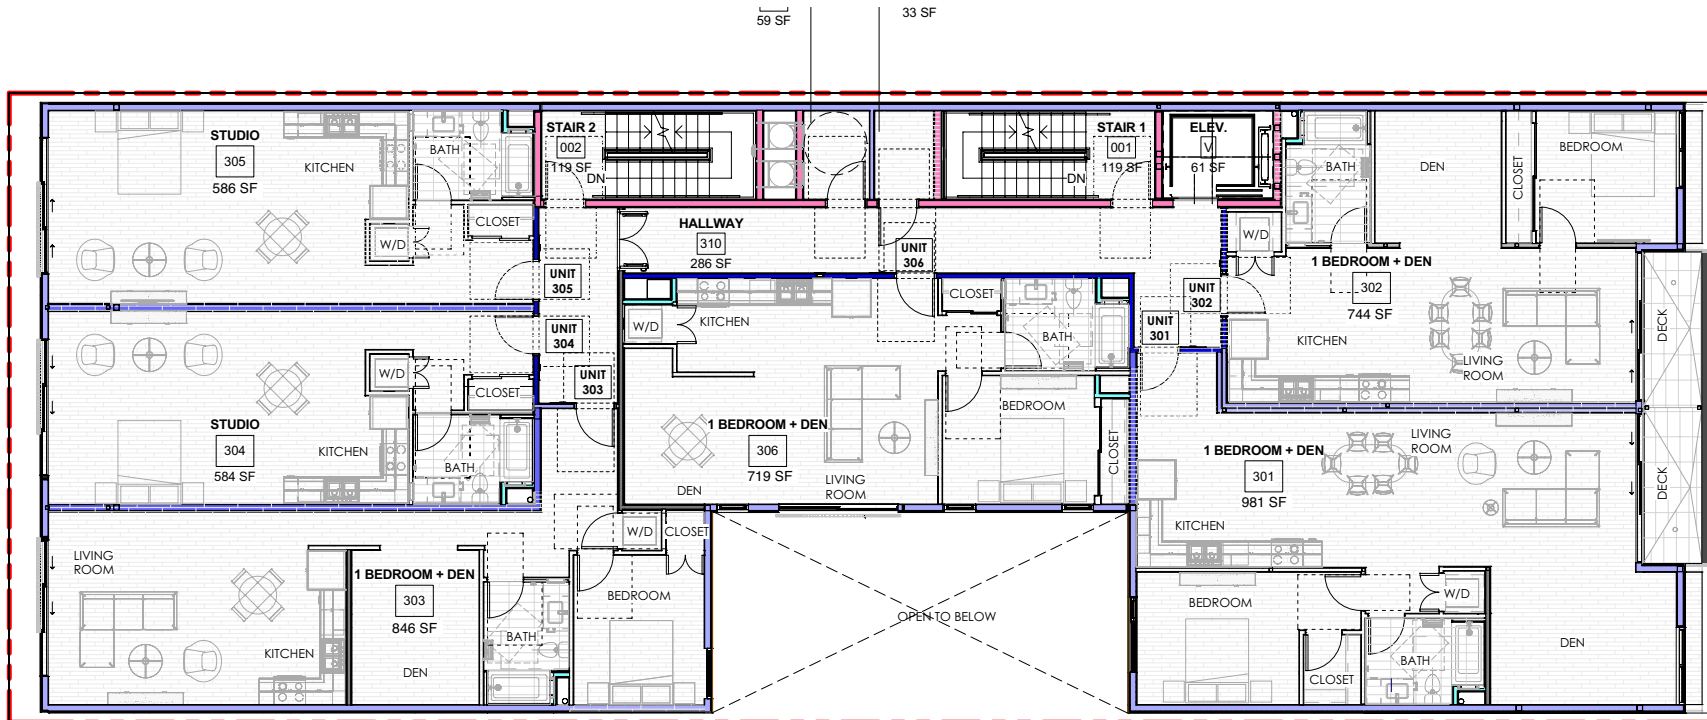 59 SF
33 SF
STUDIO
305
586 SF
KITCHEN
BATH
CLOSET
W/D
STAIR 2
002
119 SF
DN
STAIR 1
001
119 SF
DN
ELEV.
V
61 SF
BATH
DEN
CLOSET
BEDROOM
HALLWAY
310
286 SF
UNIT
306
UNIT
305
W/D
1 BEDROOM + DEN
302
744 SF
UNIT
302
UNIT
301
UNIT
304
UNIT
303
KITCHEN
LIVING
ROOM
DECK
W/D
CLOSET
STUDIO
304
584 SF
KITCHEN
BATH
W/D
KITCHEN
CLOSET
BATH
BEDROOM
CLOSET
1 BEDROOM + DEN
306
719 SF
DEN
LIVING
ROOM
1 BEDROOM + DEN
301
981 SF
LIVING
ROOM
DECK
KITCHEN
LIVING
ROOM
1 BEDROOM + DEN
303
846 SF
KITCHEN
DEN
BATH
W/D
CLOSET
BEDROOM
OPEN TO BELOW
BEDROOM
W/D
CLOSET
BATH
DEN